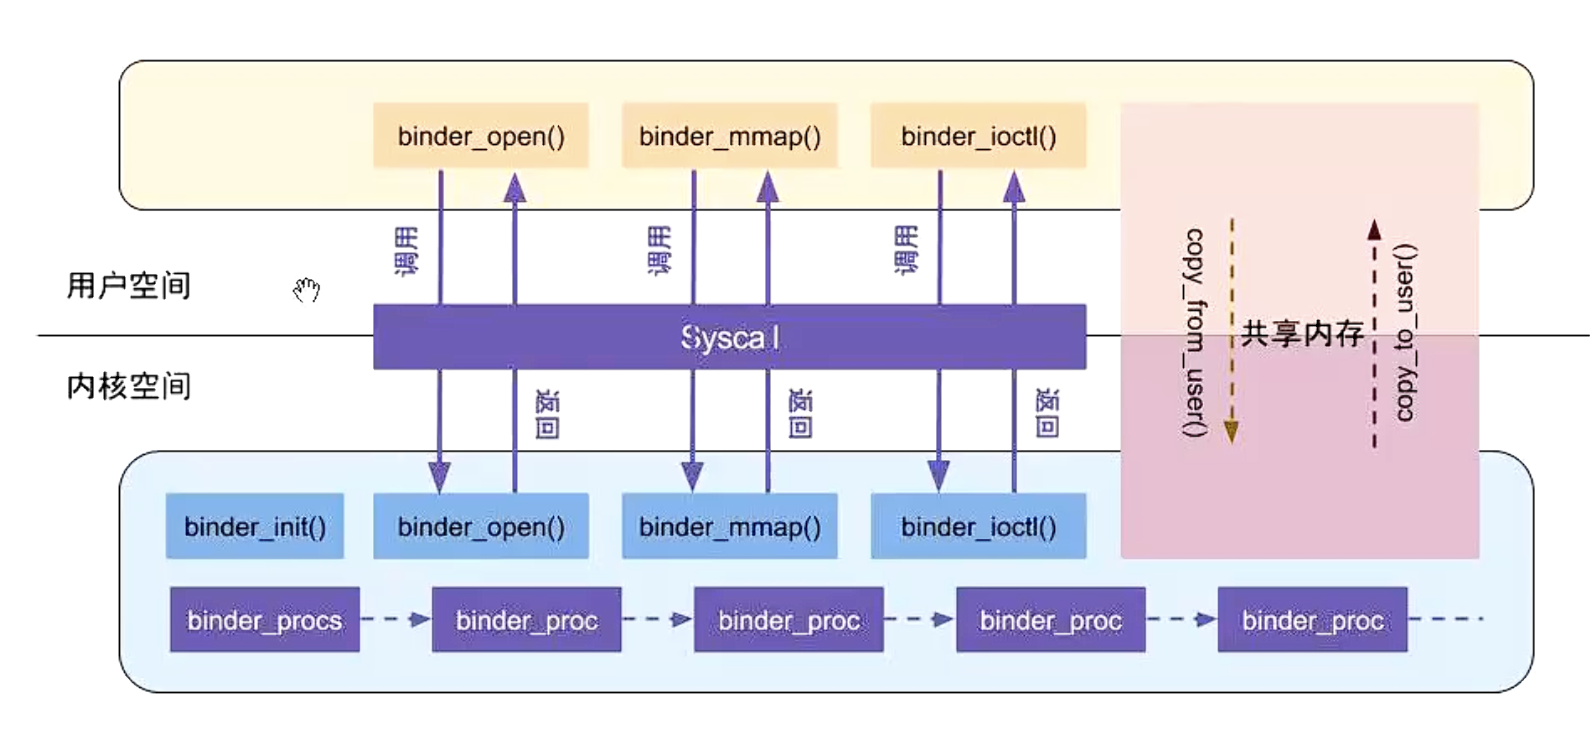 binder_open()
binder_mmap()
binder_ioctl()
调用
调用
调用
copy_from_user()
copy_to_user()
用户空间
Syscall
共享内存
内核空间
返回
返回
返回
binder_init()
binder_open()
binder_mmap()
binder_ioctl()
binder_procs
binder_proc
binder_proc
binder_proc
binder_proc